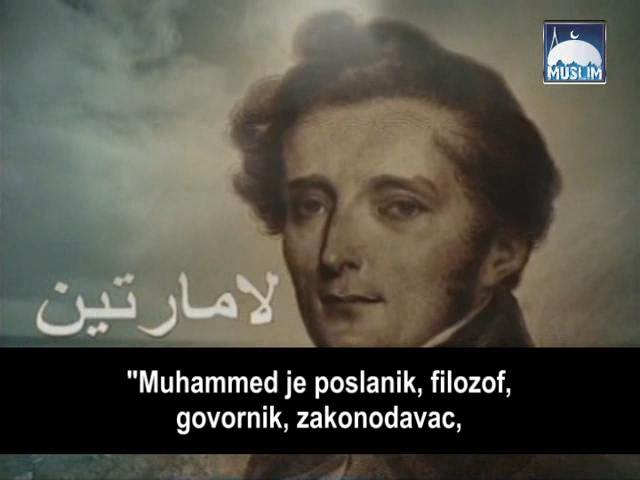 MUSLIM
لامارتين
"Muhammed je poslanik, filozof,
govornik, zakonodavac,